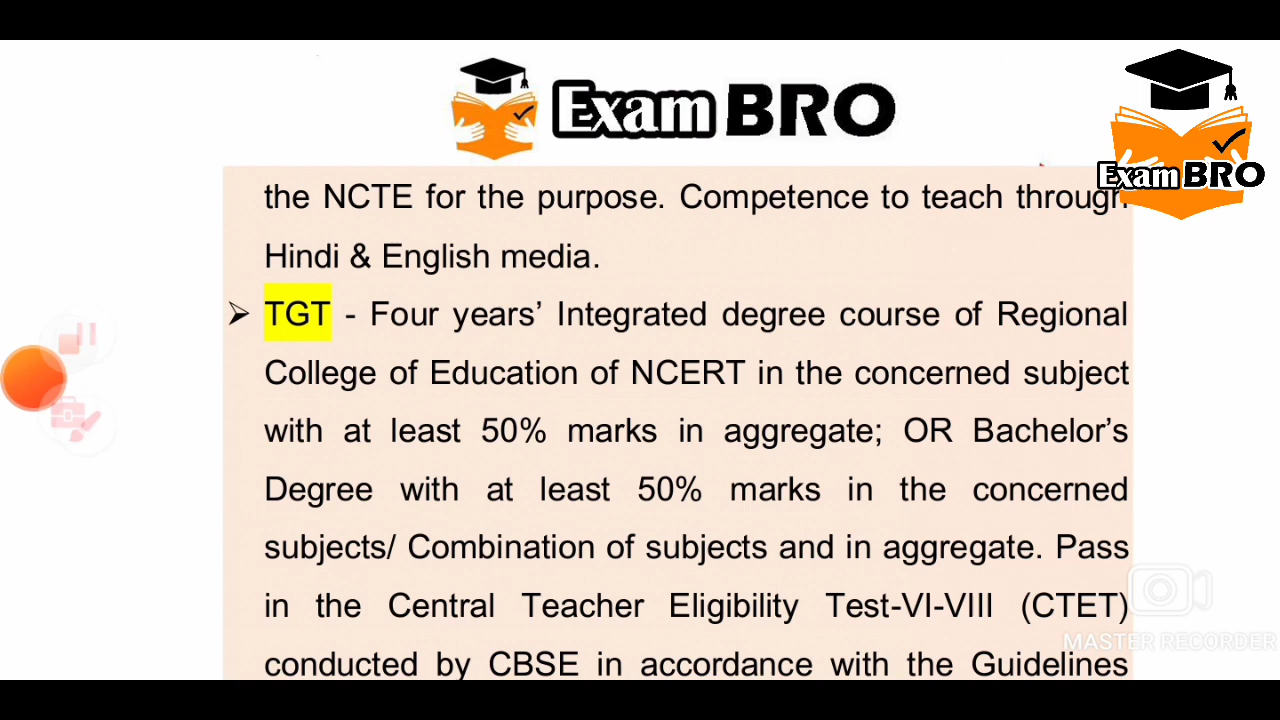 Exam BRO
Exam BRO
the NCTE for the purpose. Competence to teach through
Hindi & English media.
➢ TGT - Four years’ Integrated degree course of Regional
College of Education of NCERT in the concerned subject
with at least 50% marks in aggregate; OR Bachelor’s
Degree with at least 50% marks in the concerned
subjects/ Combination of subjects and in aggregate. Pass
in the Central Teacher Eligibility Test-VI-VIII (CTET)
conducted by CBSE in accordance with the Guidelines
MASTER RECORDER